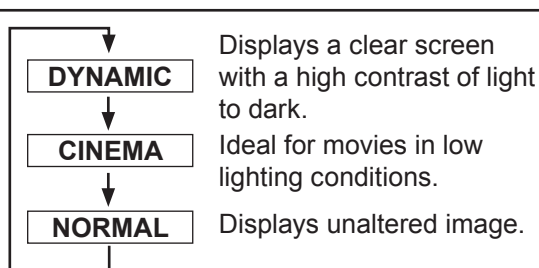 DYNAMIC
Displays a clear screen
with a high contrast of light
to dark.
CINEMA
Ideal for movies in low
lighting conditions.
NORMAL
Displays unaltered image.